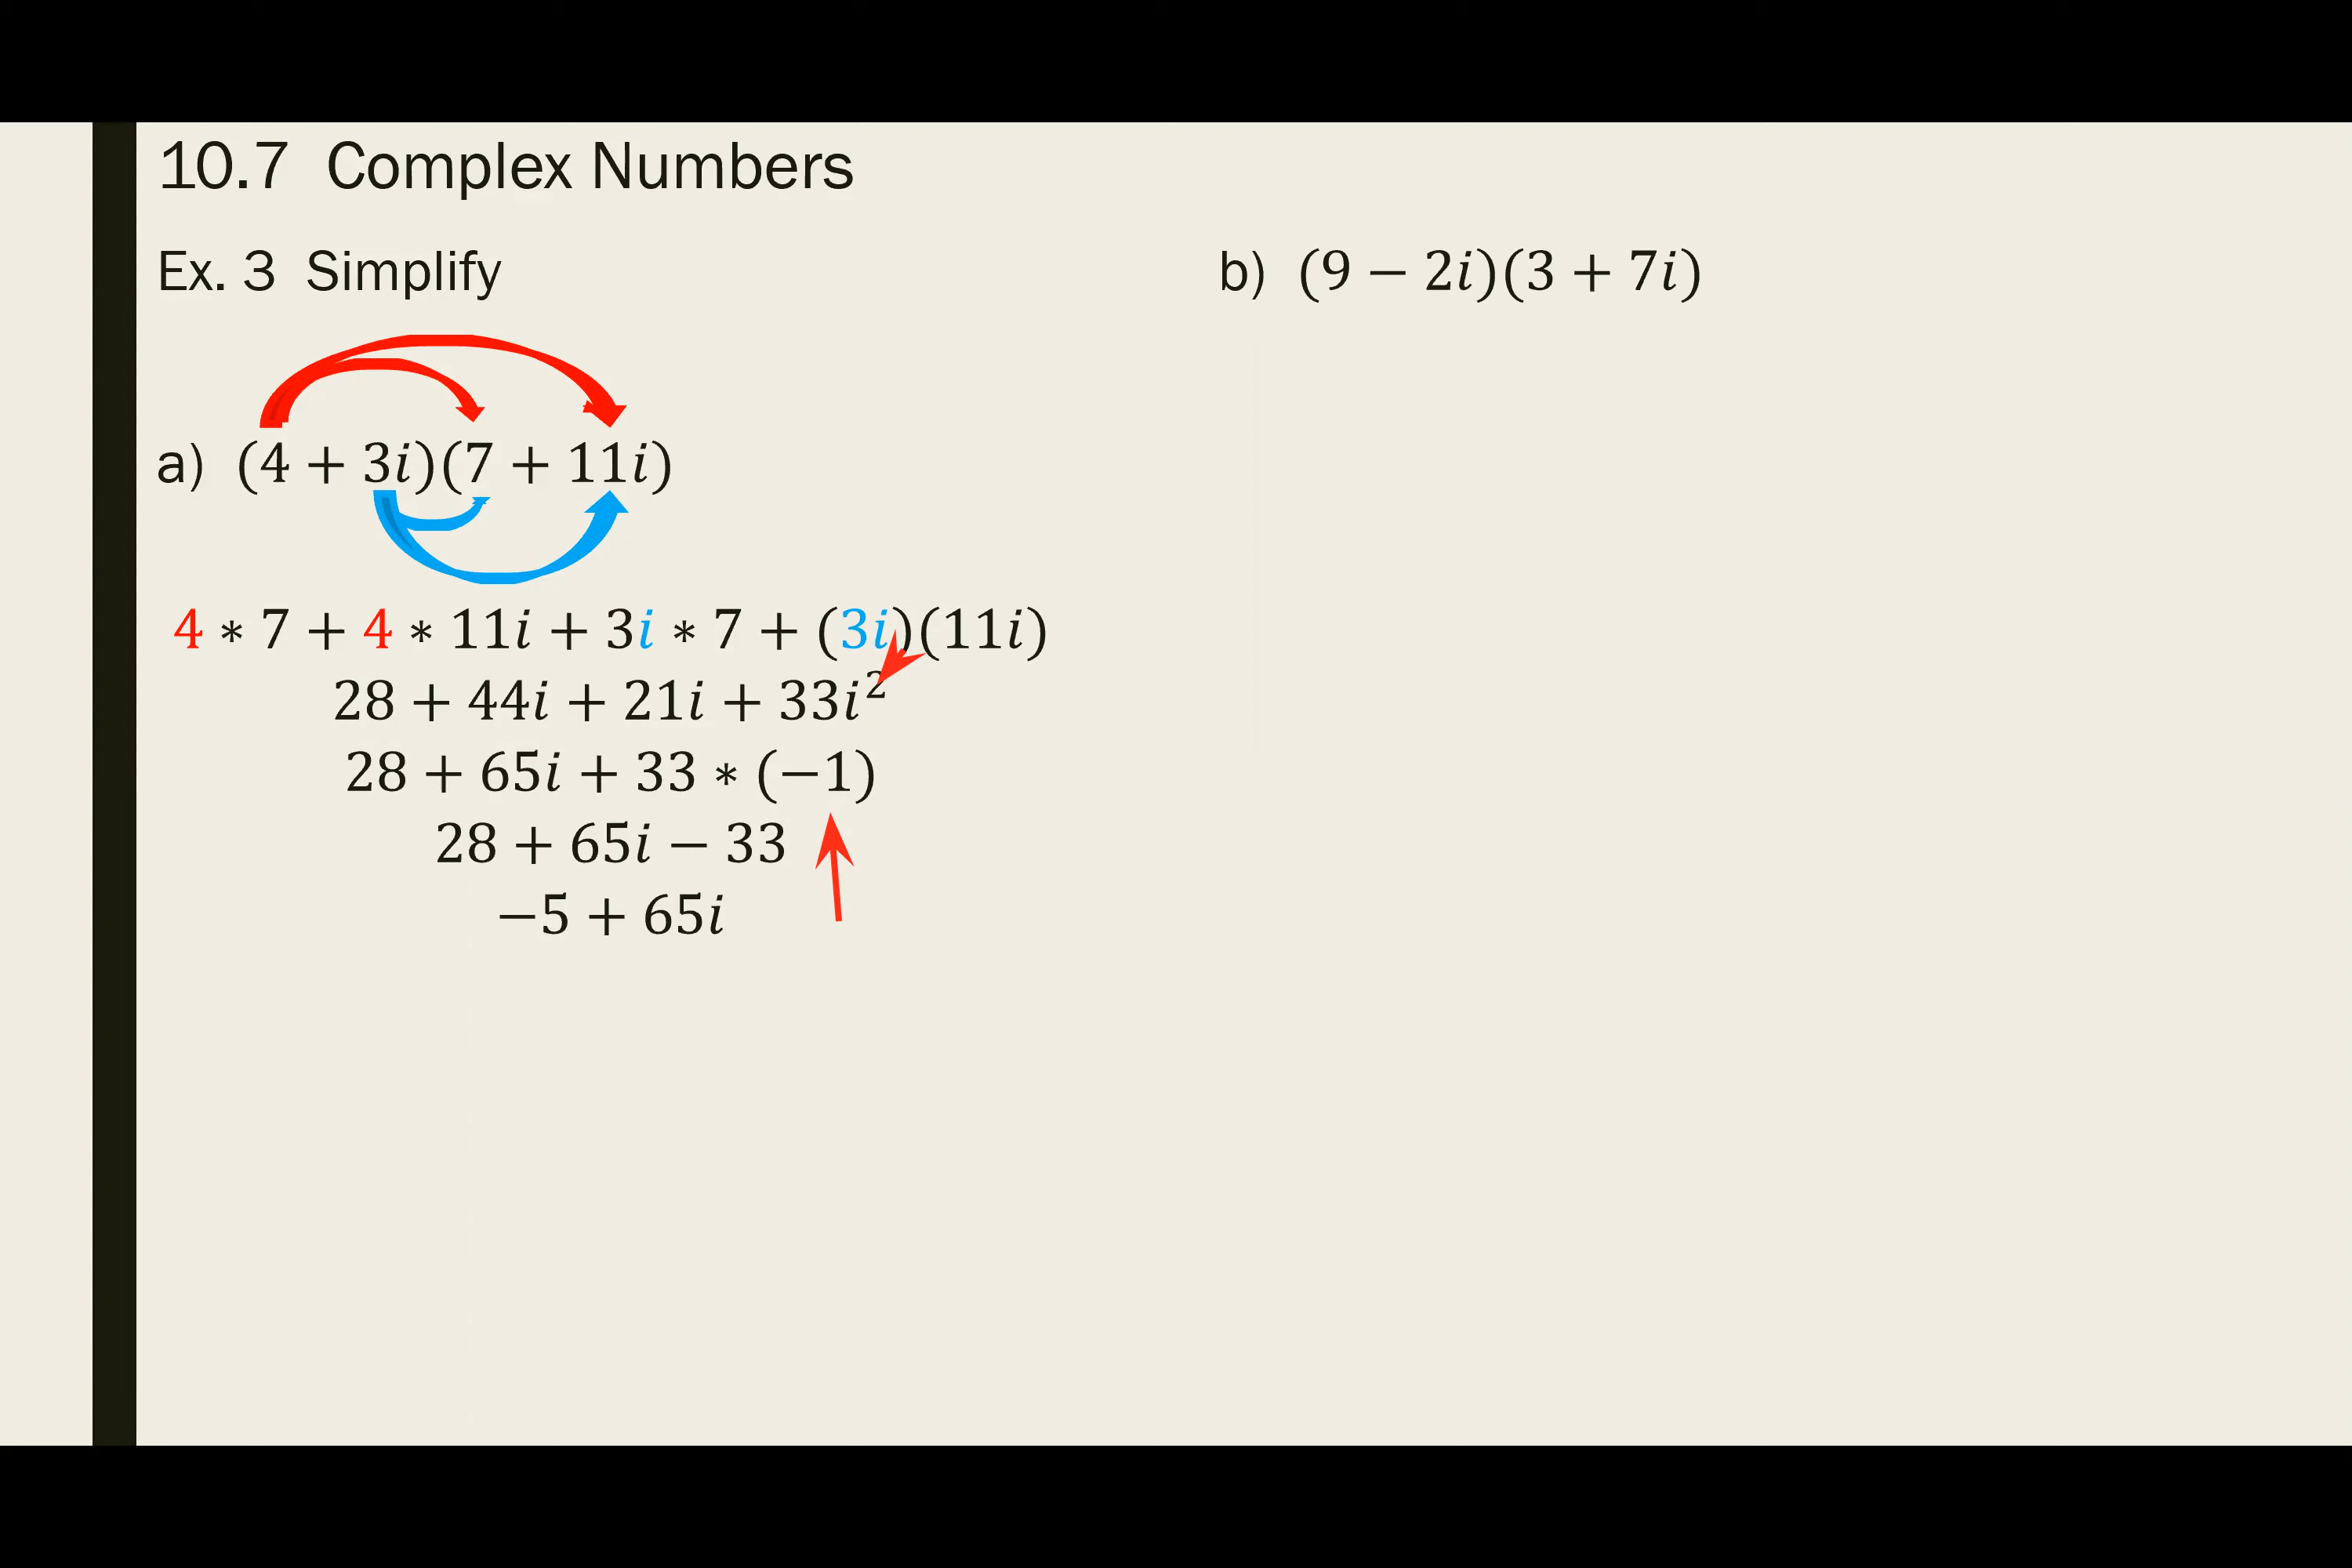 10.7 Complex Numbers
Ex. 3 Simplify
a) (4 + 3i)(7 + 11i)
4 * 7 + 4 * 11i + 3i * 7 + (3i)(11i)
28 + 44i + 21i + 33i²
28 + 65i + 33 * (−1)
28 + 65i − 33
−5 + 65i
b) (9 − 2i)(3 + 7i)